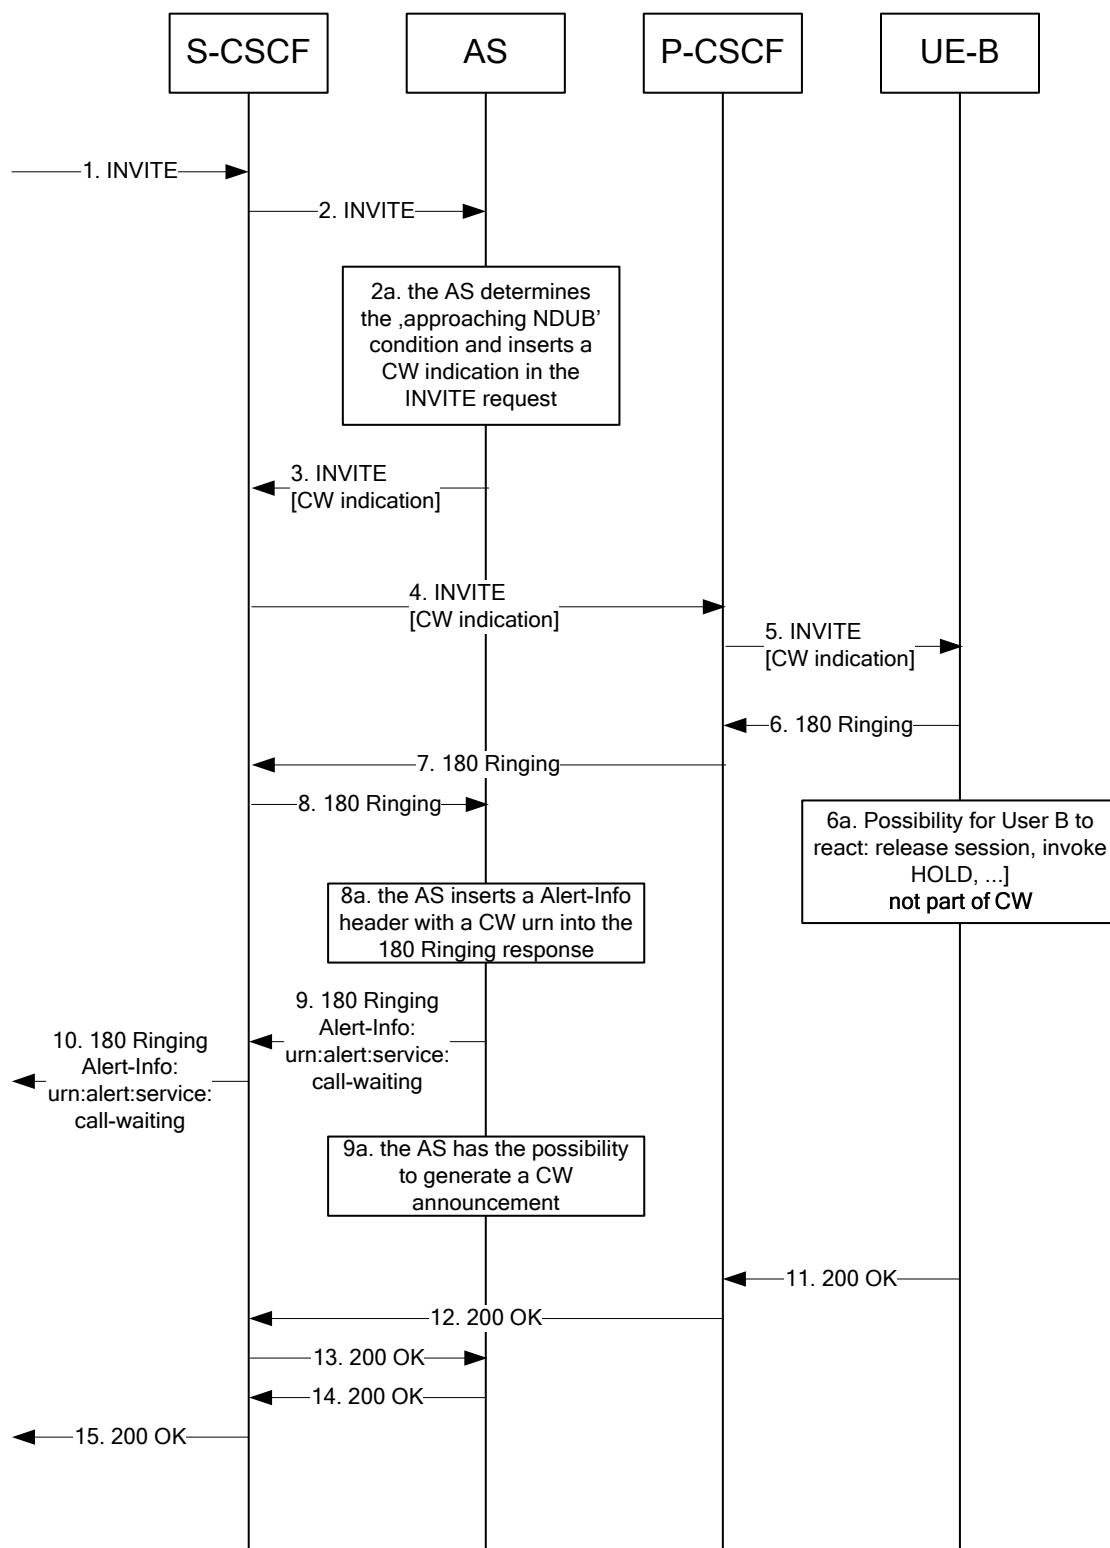 S-CSCF
AS
P-CSCF
UE-B
1. INVITE
2. INVITE
2a. the AS determines
the ‚approaching NDUB’
condition and inserts a
CW indication in the
INVITE request
3. INVITE
[CW indication]
4. INVITE
[CW indication]
5. INVITE
[CW indication]
6. 180 Ringing
7. 180 Ringing
8. 180 Ringing
6a. Possibility for User B to
react: release session, invoke
HOLD, ...]
not part of CW
8a. the AS inserts a Alert-Info
header with a CW urn into the
180 Ringing response
9. 180 Ringing
Alert-Info:
urn:alert:service:
call-waiting
10. 180 Ringing
Alert-Info:
urn:alert:service:
call-waiting
9a. the AS has the possibility
to generate a CW
announcement
11. 200 OK
12. 200 OK
13. 200 OK
14. 200 OK
15. 200 OK